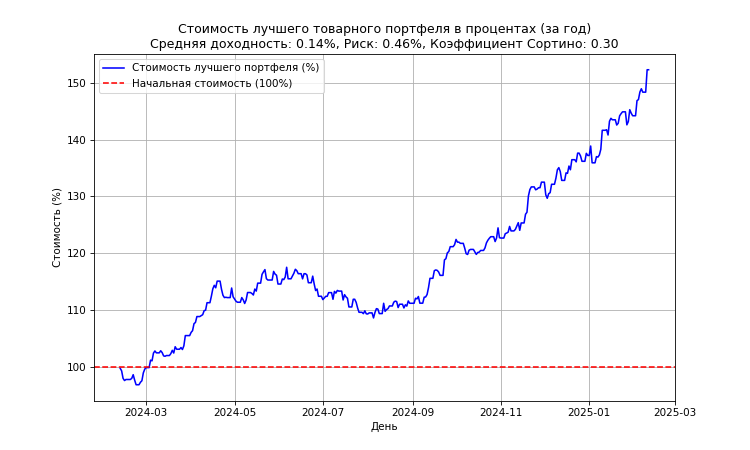 Стоимость лучшего товарного портфеля в процентах (за год)
Средняя доходность: 0.14%, Риск: 0.46%, Коэффициент Сортино: 0.30
Стоимость лучшего портфеля (%)
Начальная стоимость (100%)
Стоимость (%)
150
140
130
120
110
100
2024-03 2024-05 2024-07 2024-09 2024-11 2025-01 2025-03
День